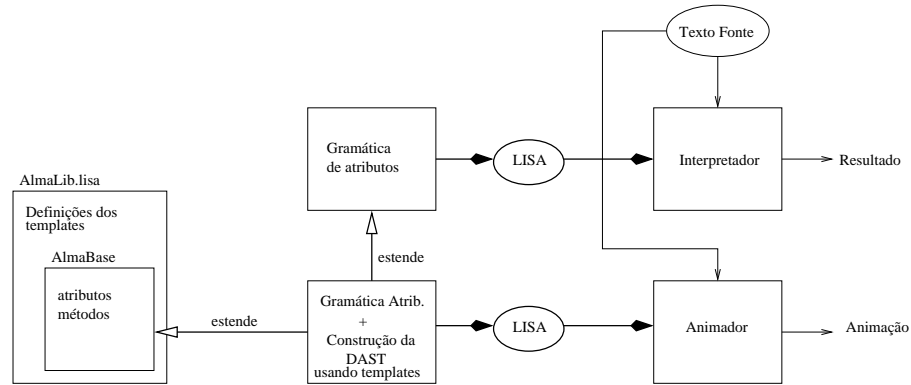 Texto Fonte
Gramática
de atributos
LISA
Interpretador
Resultado
AlmaLib.lisa
Definições dos
templates
AlmaBase
atributos
métodos
estende
estende
Gramática Atrib.
+
Construção da
DAST
usando templates
LISA
Animador
Animação